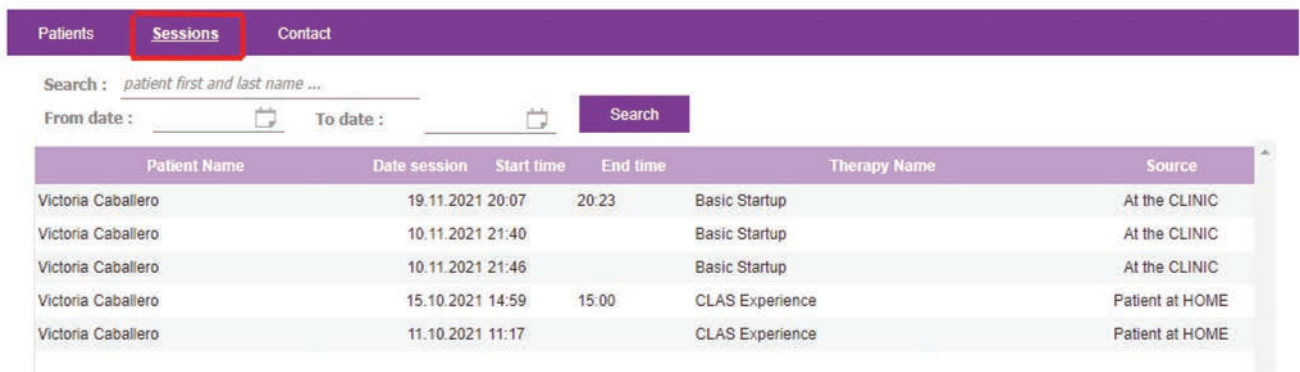 Patients Sessions Contact
Search : patient first and last name ...
From date : To date : Search
Patient Name Date session Start time End time Therapy Name Source
Victoria Caballero 19.11.2021 20:07 20:23 Basic Startup At the CLINIC
Victoria Caballero 10.11.2021 21:40 Basic Startup At the CLINIC
Victoria Caballero 10.11.2021 21:46 Basic Startup At the CLINIC
Victoria Caballero 15.10.2021 14:59 15:00 CLAS Experience Patient at HOME
Victoria Caballero 11.10.2021 11:17 CLAS Experience Patient at HOME